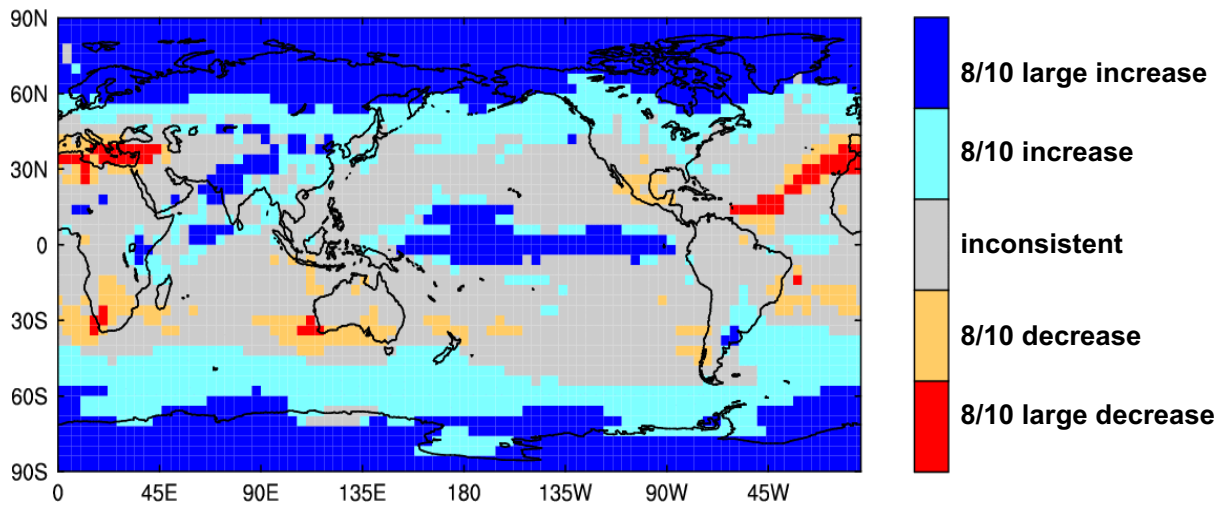 90N
60N
30N
0
30S
60S
90S
0 45E 90E 135E 180 135W 90W 45W
8/10 large increase
8/10 increase
inconsistent
8/10 decrease
8/10 large decrease